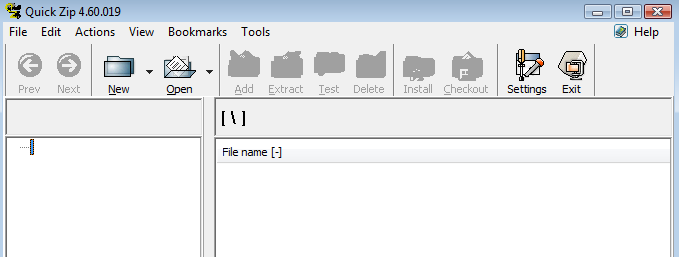 Quick Zip 4.60.019
File Edit Actions View Bookmarks Tools Help
Prev Next New Open Add Extract Test Delete Install Checkout Settings Exit
[ \ ]
File name [-]